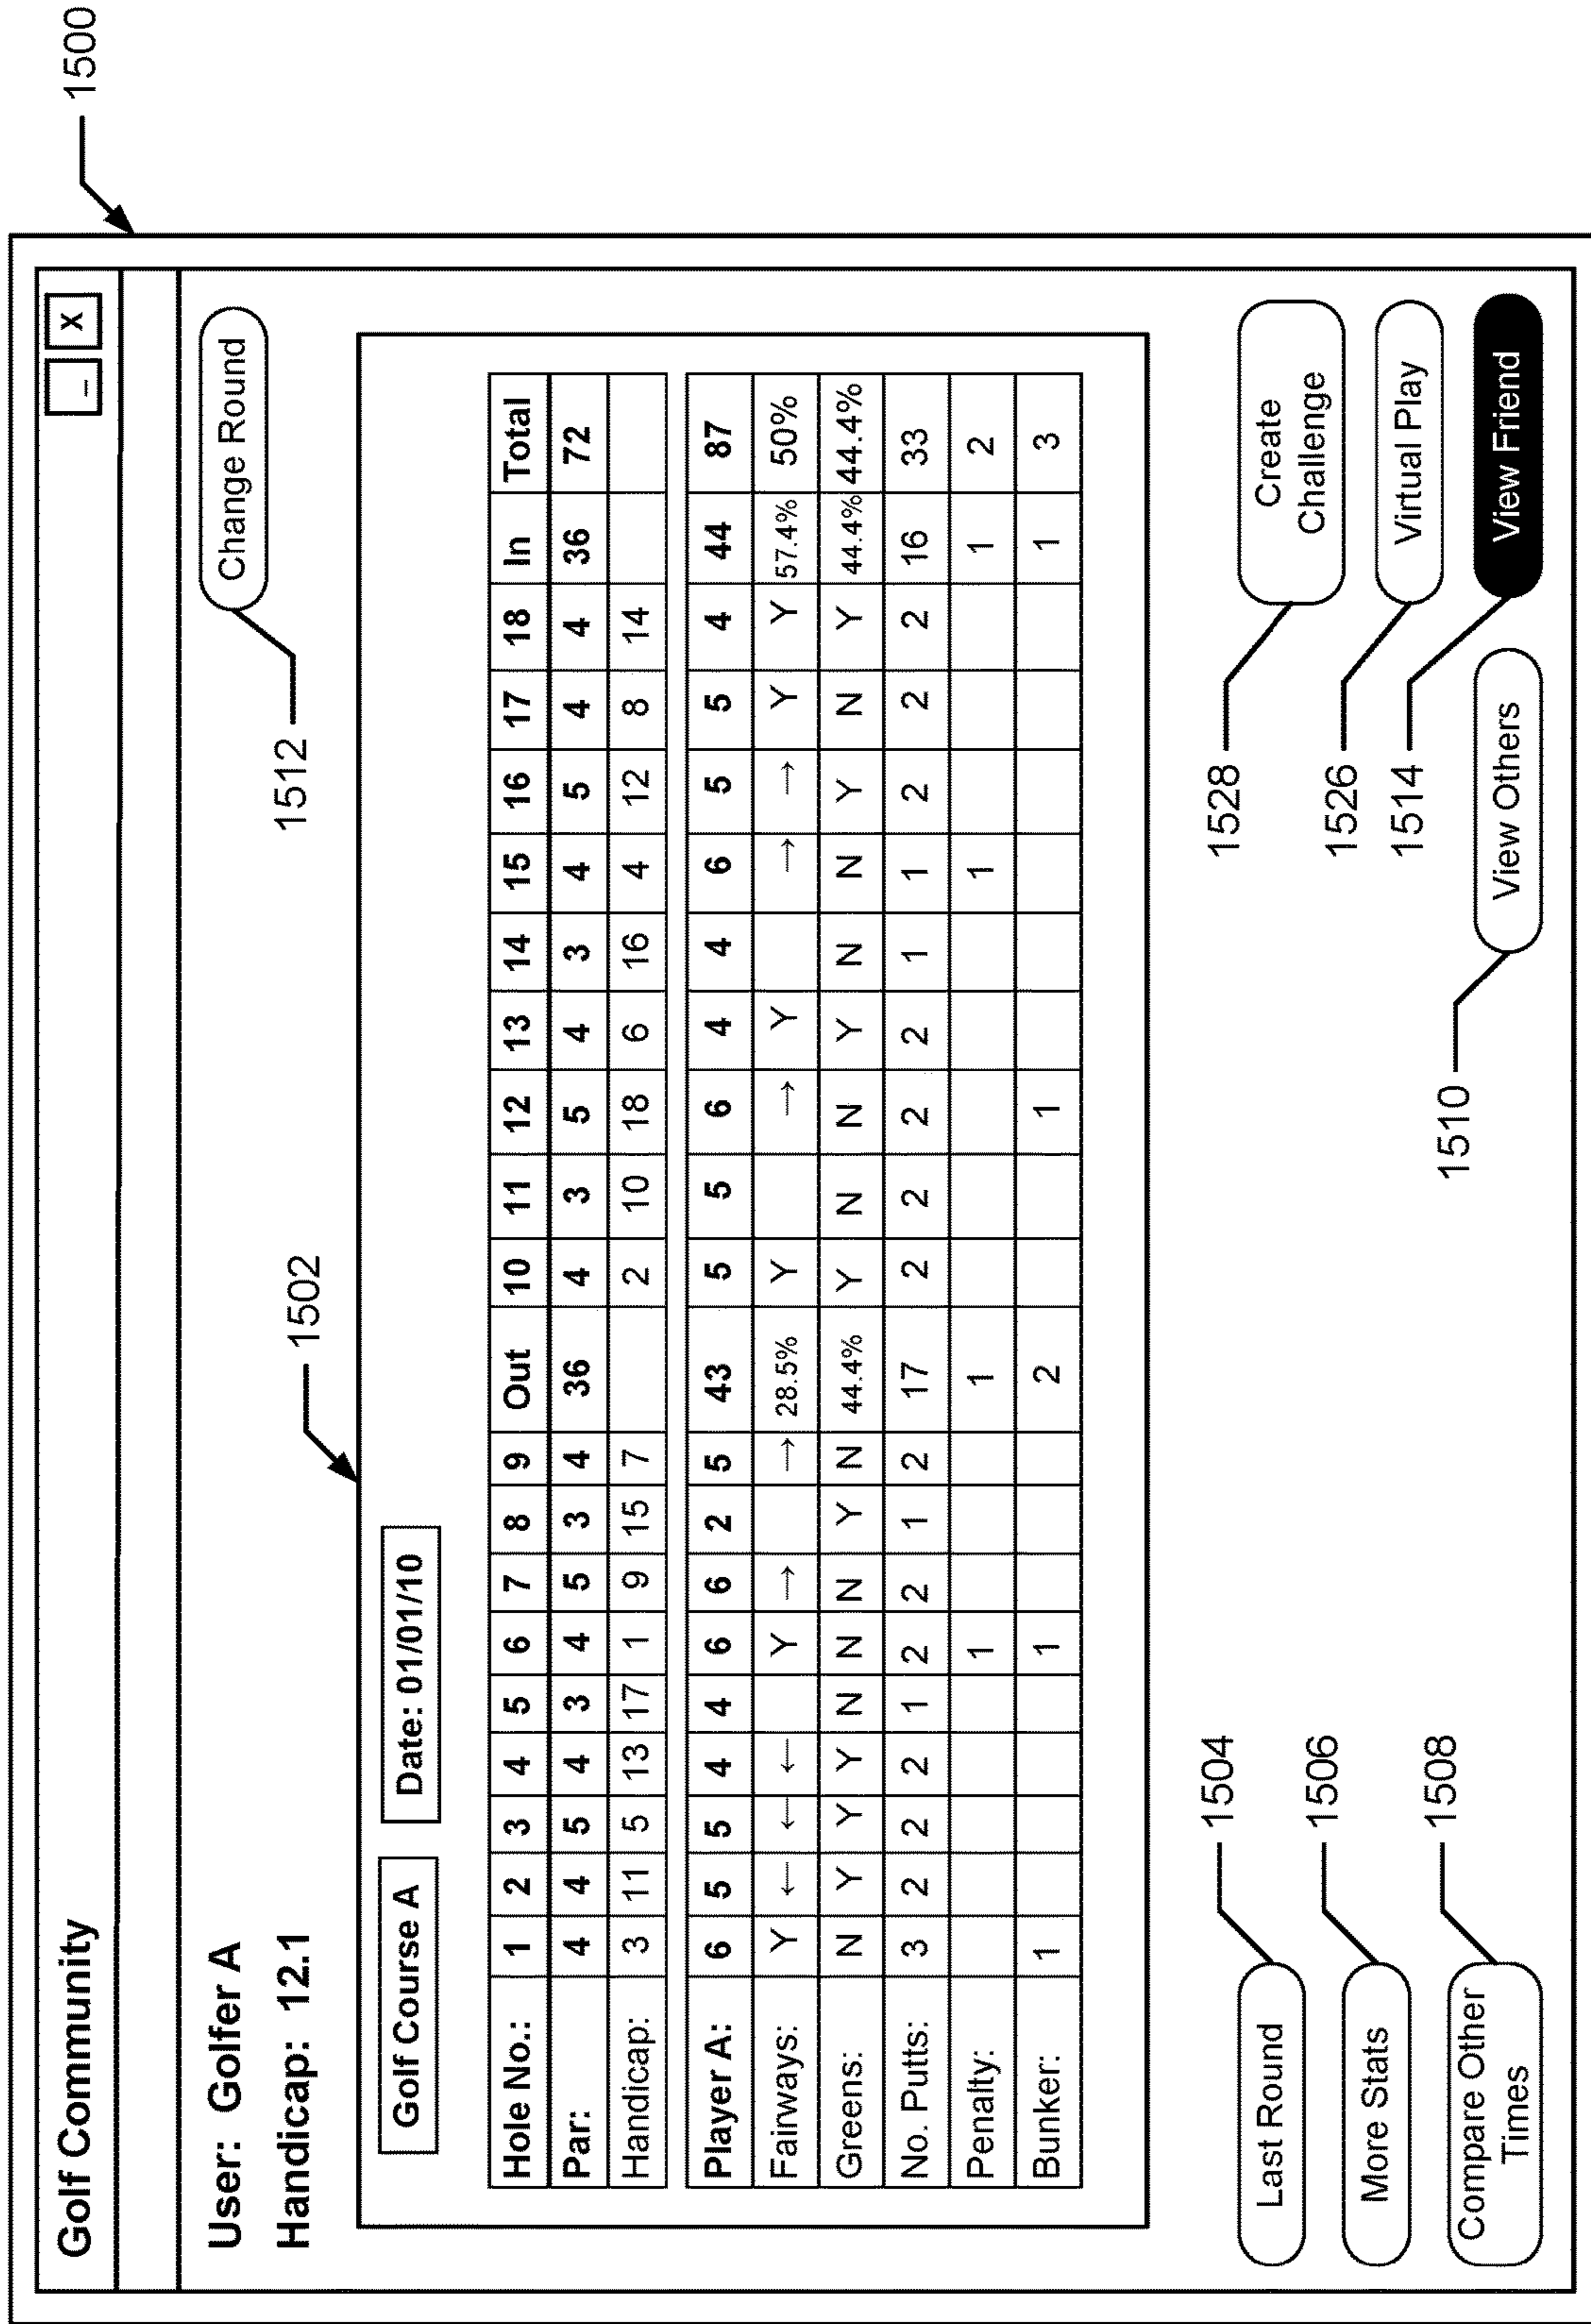 1500
Golf Community
_ X
User: Golfer A
Handicap: 12.1
Change Round
1512
1502
Golf Course A Date: 01/01/10
Hole No.: 1 2 3 4 5 6 7 8 9 Out 10 11 12 13 14 15 16 17 18 In Total
Par: 4 4 5 4 3 4 5 3 4 36 4 3 5 4 3 4 5 4 4 36 72
Handicap: 3 11 5 13 17 1 9 15 7 2 10 18 6 16 4 12 8 14
Player A: 6 5 5 4 4 6 6 2 5 43 5 5 6 4 4 6 5 5 4 44 87
Fairways: Y ← ← ← Y → → 28.5% Y → Y → → Y Y 57.4% 50%
Greens: N Y Y Y N N N Y N 44.4% Y N N Y N N Y N Y 44.4% 44.4%
No. Putts: 3 2 2 2 1 2 2 1 2 17 2 2 2 2 1 1 2 2 2 16 33
Penalty: 1 1 1 1 2
Bunker: 1 1 2 1 1 3
Last Round
1504
More Stats
1506
Compare Other
Times
1508
1528
Create
Challenge
1526
Virtual Play
1514
View Friend
1510
View Others